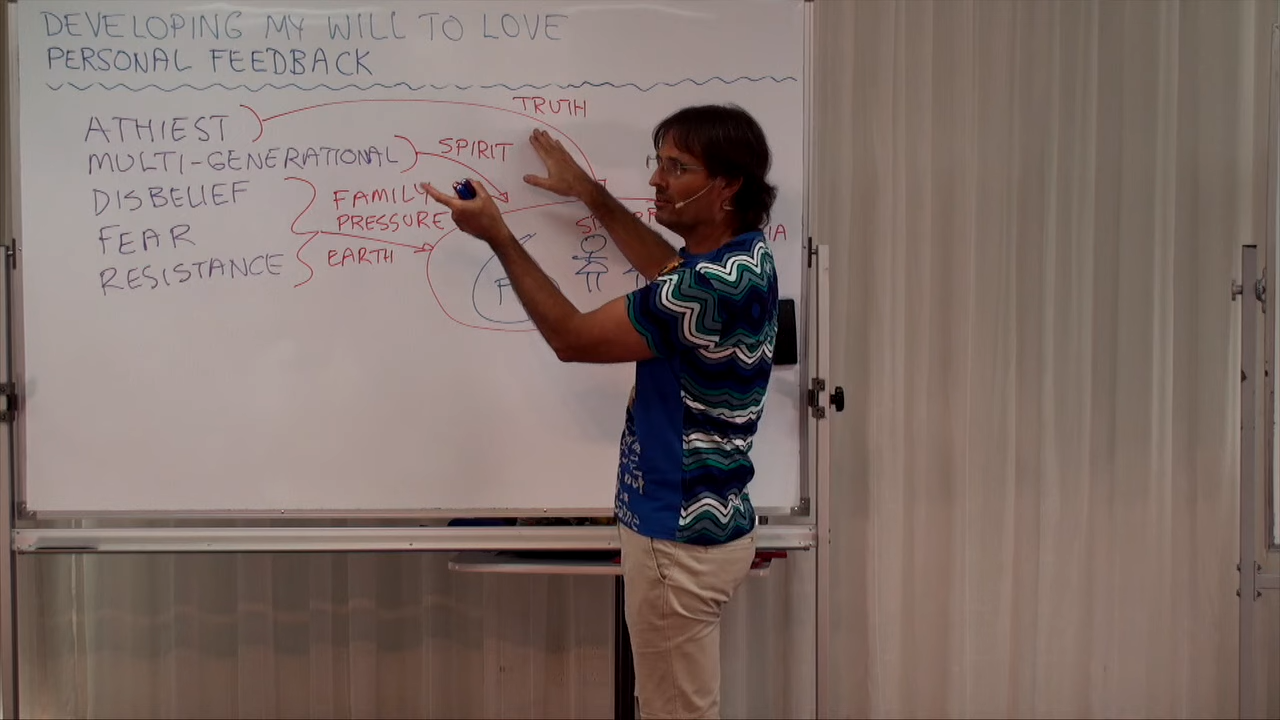 DEVELOPING MY WILL TO LOVE
PERSONAL FEEDBACK
ATHIEST
MULTI-GENERATIONAL
DISBELIEF
FEAR
RESISTANCE
TRUTH
SPIRIT
FAMILY
PRESSURE
EARTH